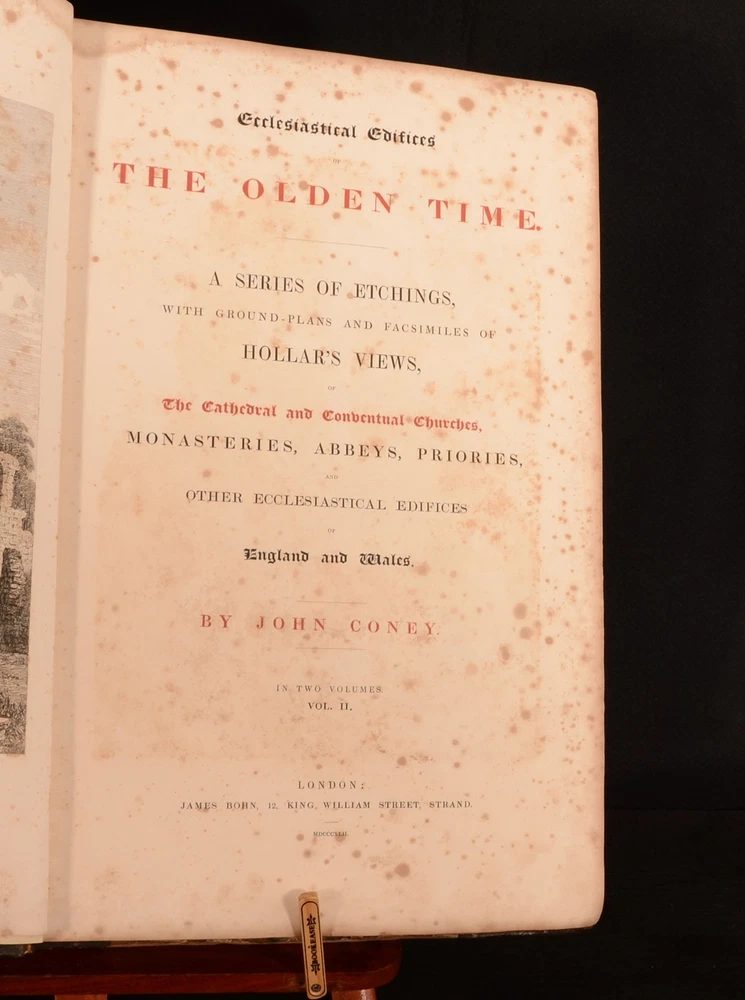 Ecclesiastical Edifices
OF
THE OLDEN TIME.
A SERIES OF ETCHINGS,
WITH GROUND-PLANS AND FACSIMILES OF
HOLLAR'S VIEWS,
OF
The Cathedral and Conventual Churches,
MONASTERIES, ABBEYS, PRIORIES,
AND
OTHER ECCLESIASTICAL EDIFICES
OF
England and Wales.
BY JOHN CONEY.
IN TWO VOLUMES.
VOL. II.
LONDON:
JAMES BOHN, 12, KING WILLIAM STREET, STRAND.
MDCCCXLII.
BOOKEASE